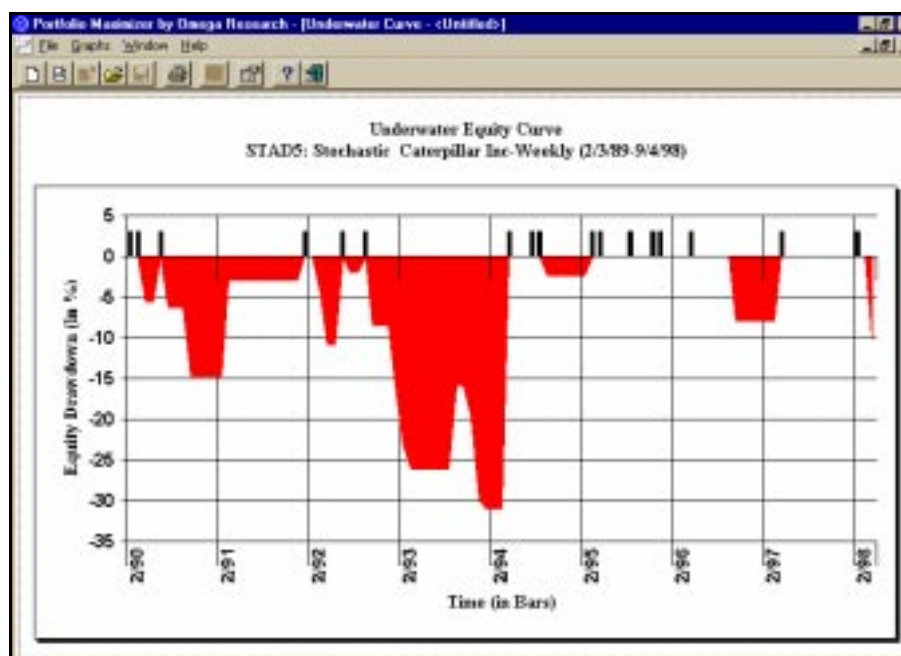 Portfolio Maximizer by Omega Research - [Underwater Curve - <Untitled>]
File Graphs Window Help
Underwater Equity Curve
STAD5: Stochastic Caterpillar Inc-Weekly (2/3/89-9/4/98)
5
0
-5
-10
-15
-20
-25
-30
-35
Equity Drawdown (In %)
2/90 2/91 2/92 2/93 2/94 2/95 2/96 2/97 2/98
Time (in Bars)